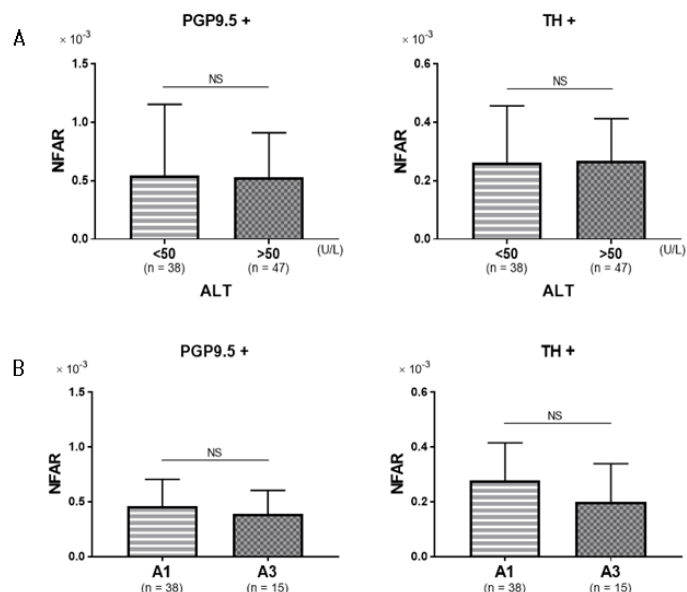 A
PGP9.5 +
× 10-3
NFAR
1.5
1.0
0.5
0.0
NS
<50
(n = 38)
>50
(n = 47)
(U/L)
ALT
TH +
× 10-3
NFAR
0.6
0.4
0.2
0.0
NS
<50
(n = 38)
>50
(n = 47)
(U/L)
ALT
B
PGP9.5 +
× 10-3
NFAR
1.5
1.0
0.5
0.0
NS
A1
(n = 38)
A3
(n = 15)
TH +
× 10-3
NFAR
0.6
0.4
0.2
0.0
NS
A1
(n = 38)
A3
(n = 15)